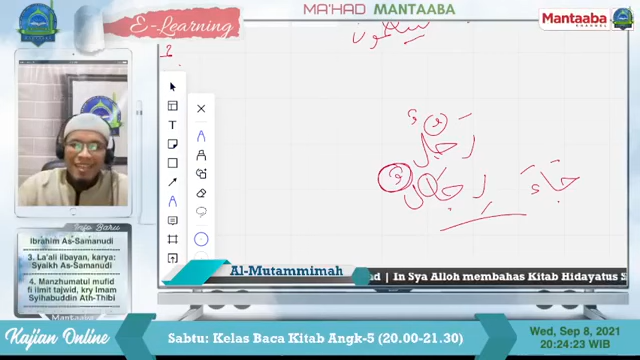 MA'HAD MANTAABA
E-Learning
Mantaaba
CHANNEL
رجل
جاء رجال
Info Baru
Ibrahim As-Samanudi
3. La'ali ilbayan, karya: Syaikh As-Samanudi
4. Manzhumatul mufid fi ilmit tajwid, kry Imam Syihabuddin Ath-Thibi
Al-Mutammimah
ad | In Sya Alloh membahas Kitab Hidayatus S
Kajian Online
Sabtu: Kelas Baca Kitab Angk-5 (20.00-21.30)
Wed, Sep 8, 2021
20:24:23 WIB